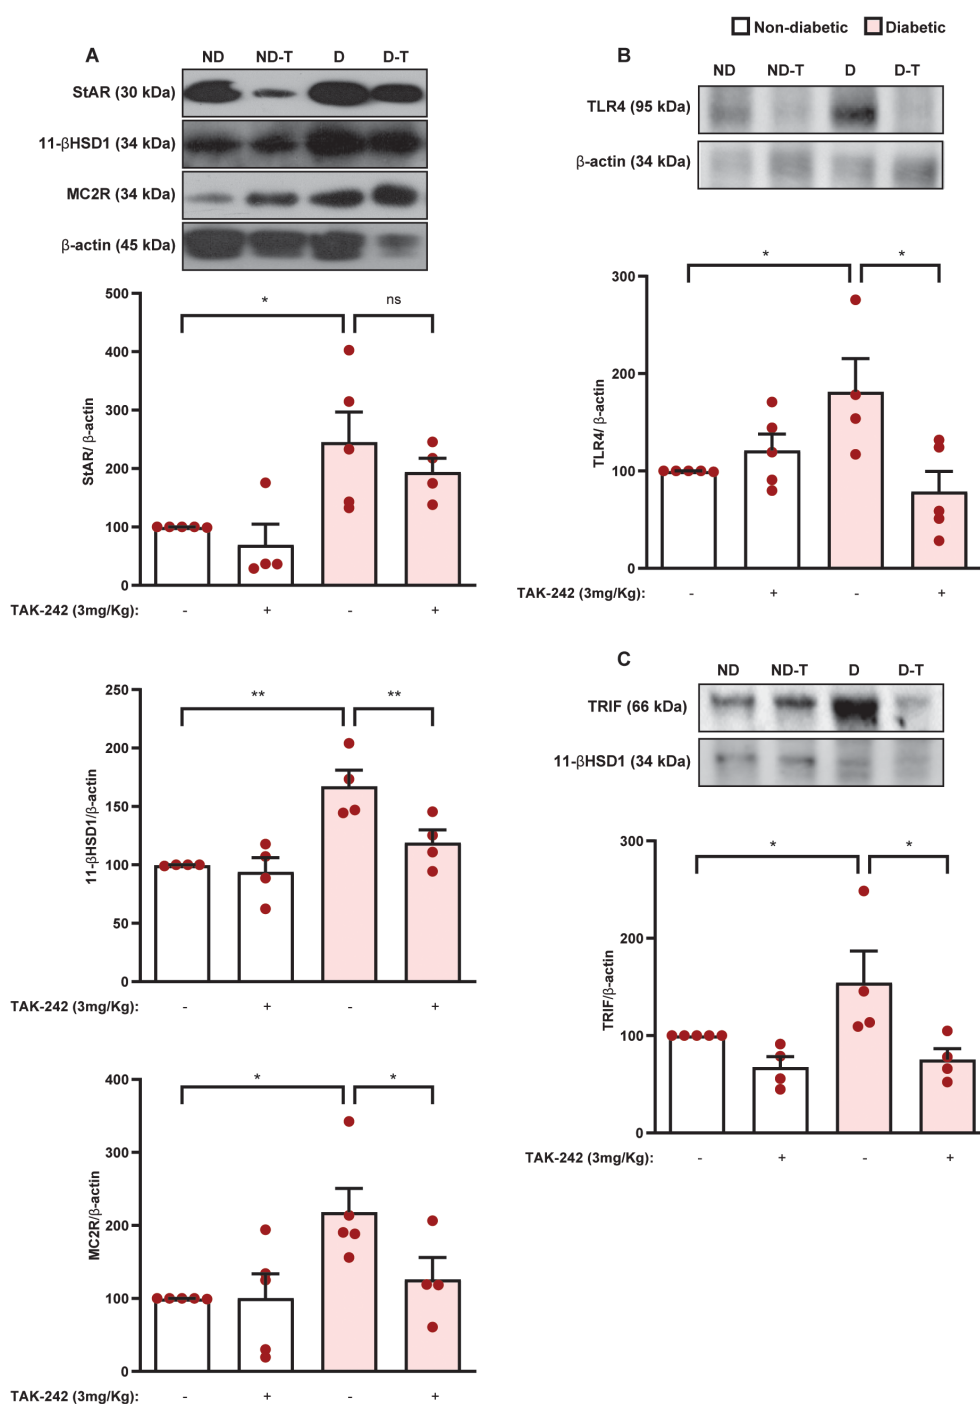 Non-diabetic Diabetic
A
ND ND-T D D-T
StAR (30 kDa)
11-βHSD1 (34 kDa)
MC2R (34 kDa)
β-actin (45 kDa)
* ns
500
400
300
200
100
0
StAR/ β-actin
TAK-242 (3mg/Kg): - + - +
** **
250
200
150
100
50
0
11-βHSD1/β-actin
TAK-242 (3mg/Kg): - + - +
* *
400
300
200
100
0
MC2R/β-actin
TAK-242 (3mg/Kg): - + - +
B
ND ND-T D D-T
TLR4 (95 kDa)
β-actin (34 kDa)
* *
300
200
100
0
TLR4/ β-actin
TAK-242 (3mg/Kg): - + - +
C
ND ND-T D D-T
TRIF (66 kDa)
11-βHSD1 (34 kDa)
* *
300
200
100
0
TRIF/β-actin
TAK-242 (3mg/Kg): - + - +